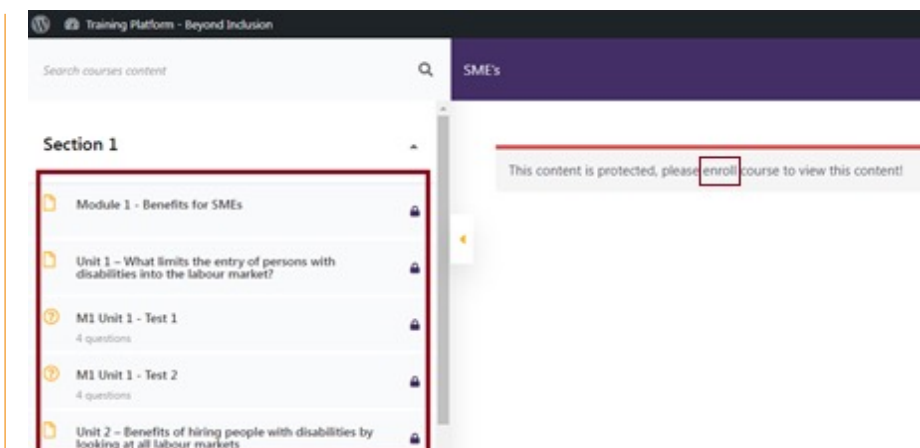 Training Platform - Beyond Inclusion
Search courses content
SME's
Section 1
This content is protected, please enroll course to view this content!
Module 1 - Benefits for SMEs
Unit 1 – What limits the entry of persons with
disabilities into the labour market?
M1 Unit 1 - Test 1
4 questions
M1 Unit 1 - Test 2
4 questions
Unit 2 – Benefits of hiring people with disabilities by
looking at all labour markets